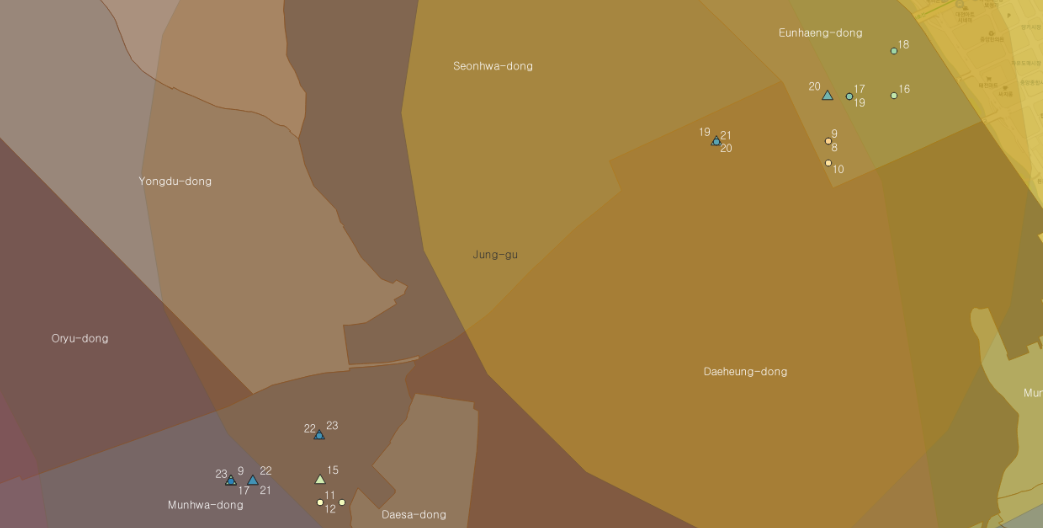 Eunhaeng-dong
18
Seonhwa-dong
20
17
19
16
19
21
20
9
8
10
Yongdu-dong
Jung-gu
Oryu-dong
Daeheung-dong
Mur
22
23
23
9
22
15
17
21
11
12
Munhwa-dong
Daesa-dong